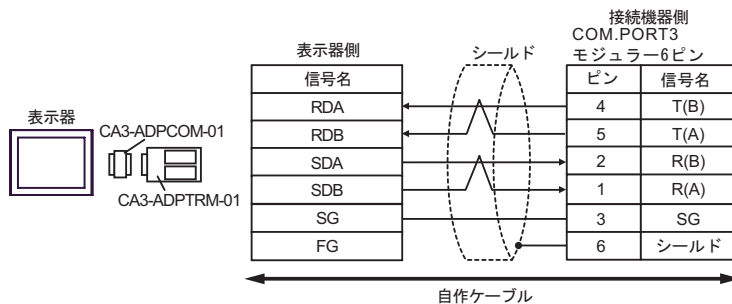 接続機器側
COM.PORT3
モジュラー6ピン
表示器側
シールド
信号名
ピン 信号名
RDA 4 T(B)
RDB 5 T(A)
SDA 2 R(B)
SDB 1 R(A)
SG 3 SG
FG 6 シールド
表示器
CA3-ADPCOM-01
CA3-ADPTRM-01
自作ケーブル